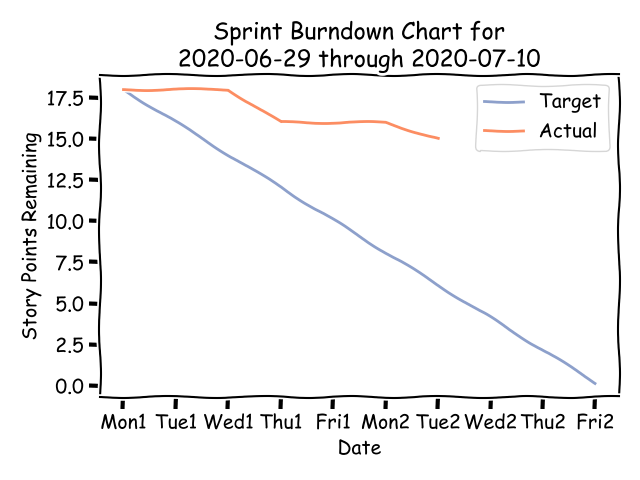 Sprint Burndown Chart for
2020-06-29 through 2020-07-10
Target
Actual
Story Points Remaining
17.5
15.0
12.5
10.0
7.5
5.0
2.5
0.0
Mon1 Tue1 Wed1 Thu1 Fri1 Mon2 Tue2 Wed2 Thu2 Fri2
Date